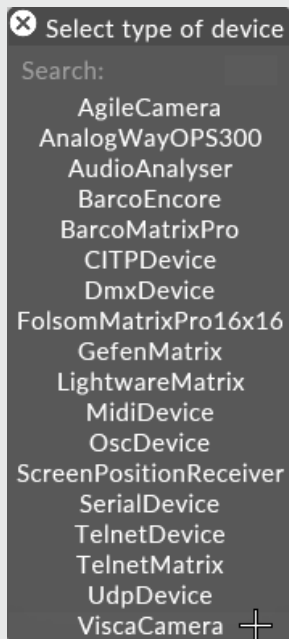 Select type of device
Search:
AgileCamera
AnalogWayOPS300
AudioAnalyser
BarcoEncore
BarcoMatrixPro
CITPDevice
DmxDevice
FolsomMatrixPro16x16
GefenMatrix
LightwareMatrix
MidiDevice
OscDevice
ScreenPositionReceiver
SerialDevice
TelnetDevice
TelnetMatrix
UdpDevice
ViscaCamera